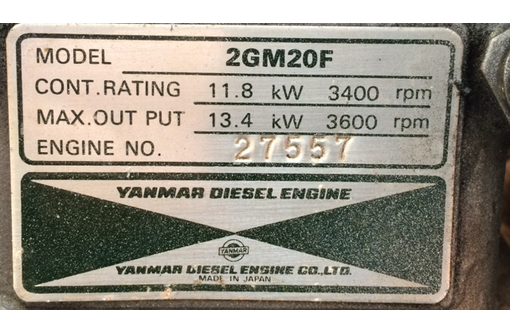 MODEL 2GM20F
CONT.RATING 11.8 kW 3400 rpm
MAX.OUT PUT 13.4 kW 3600 rpm
ENGINE NO. 27557
YANMAR DIESEL ENGINE
YANMAR
YANMAR DIESEL ENGINE CO.,LTD.
MADE IN JAPAN